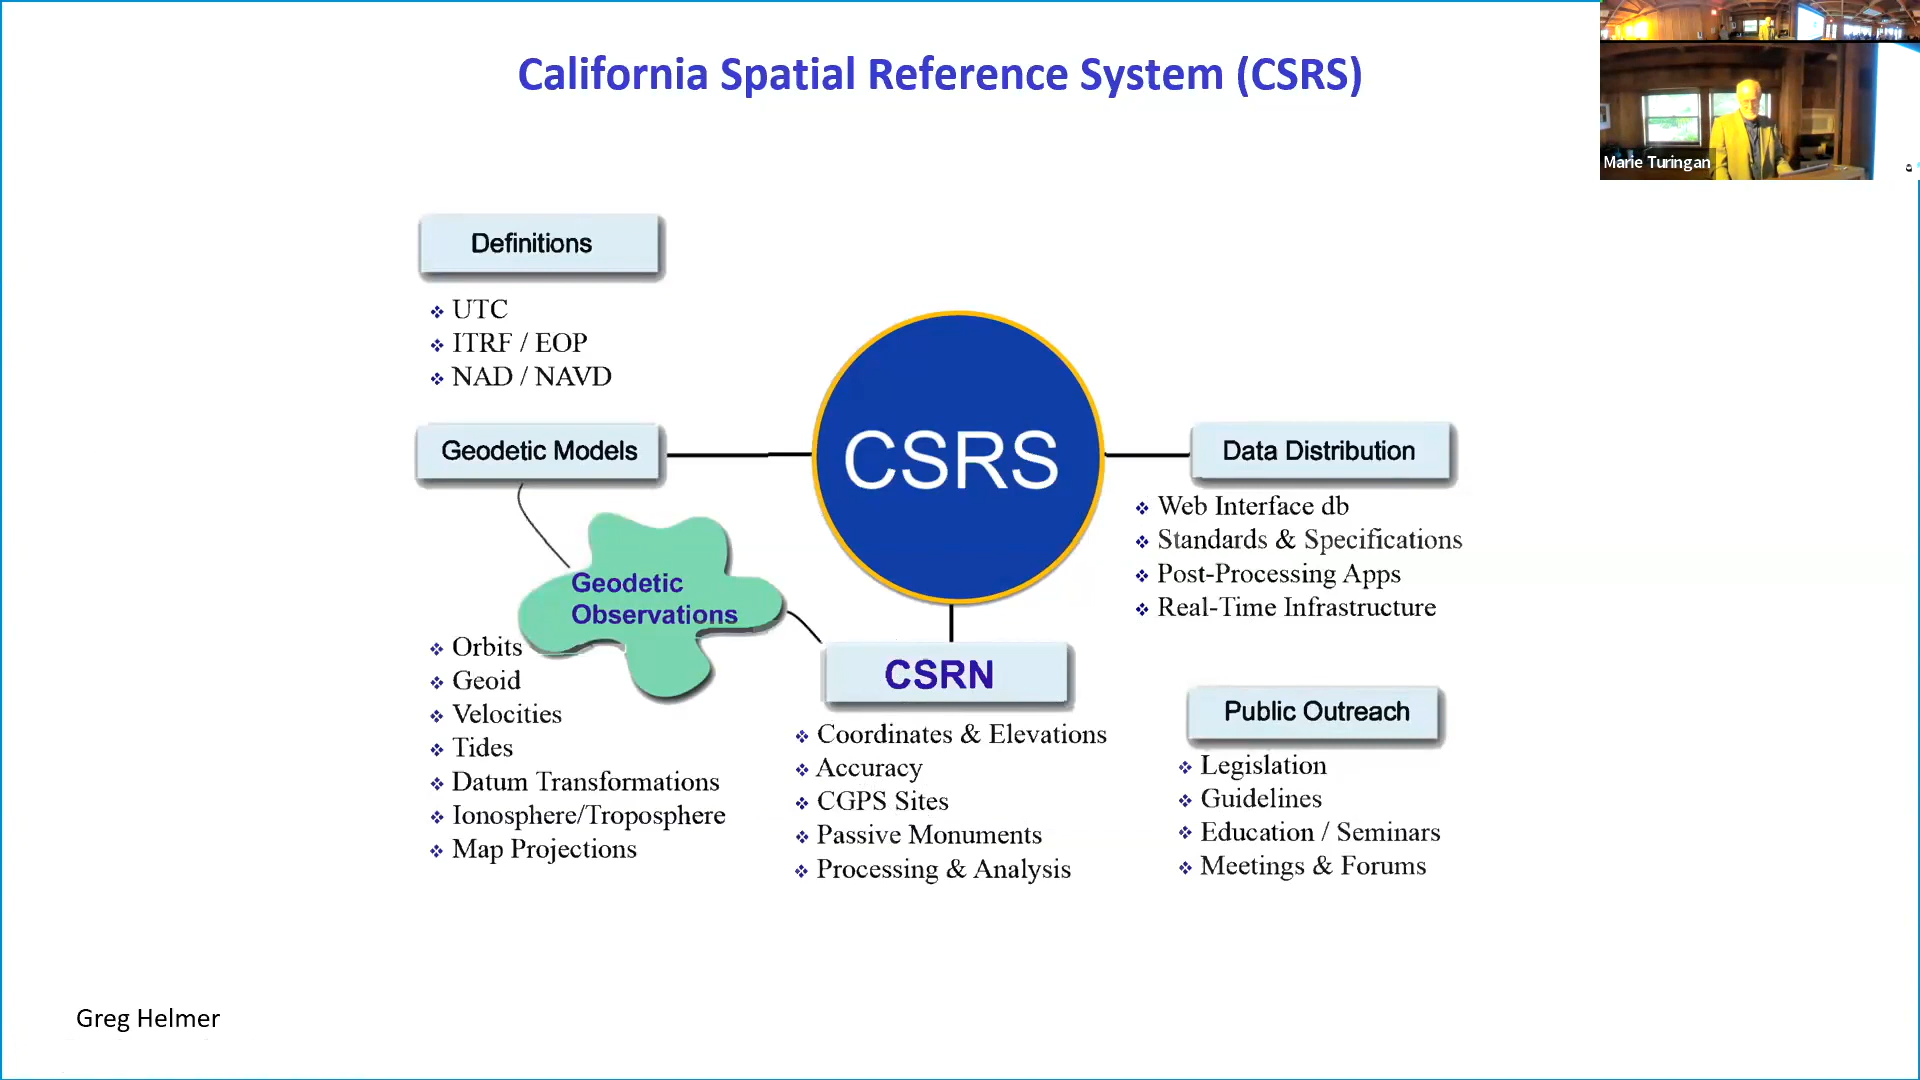 California Spatial Reference System (CSRS)
Marie Turingan
Definitions
UTC
ITRF / EOP
NAD / NAVD
Geodetic Models
CSRS
Data Distribution
Web Interface db
Standards & Specifications
Post-Processing Apps
Real-Time Infrastructure
Geodetic
Observations
Orbits
Geoid
Velocities
Tides
Datum Transformations
Ionosphere/Troposphere
Map Projections
CSRN
Coordinates & Elevations
Accuracy
CGPS Sites
Passive Monuments
Processing & Analysis
Public Outreach
Legislation
Guidelines
Education / Seminars
Meetings & Forums
Greg Helmer